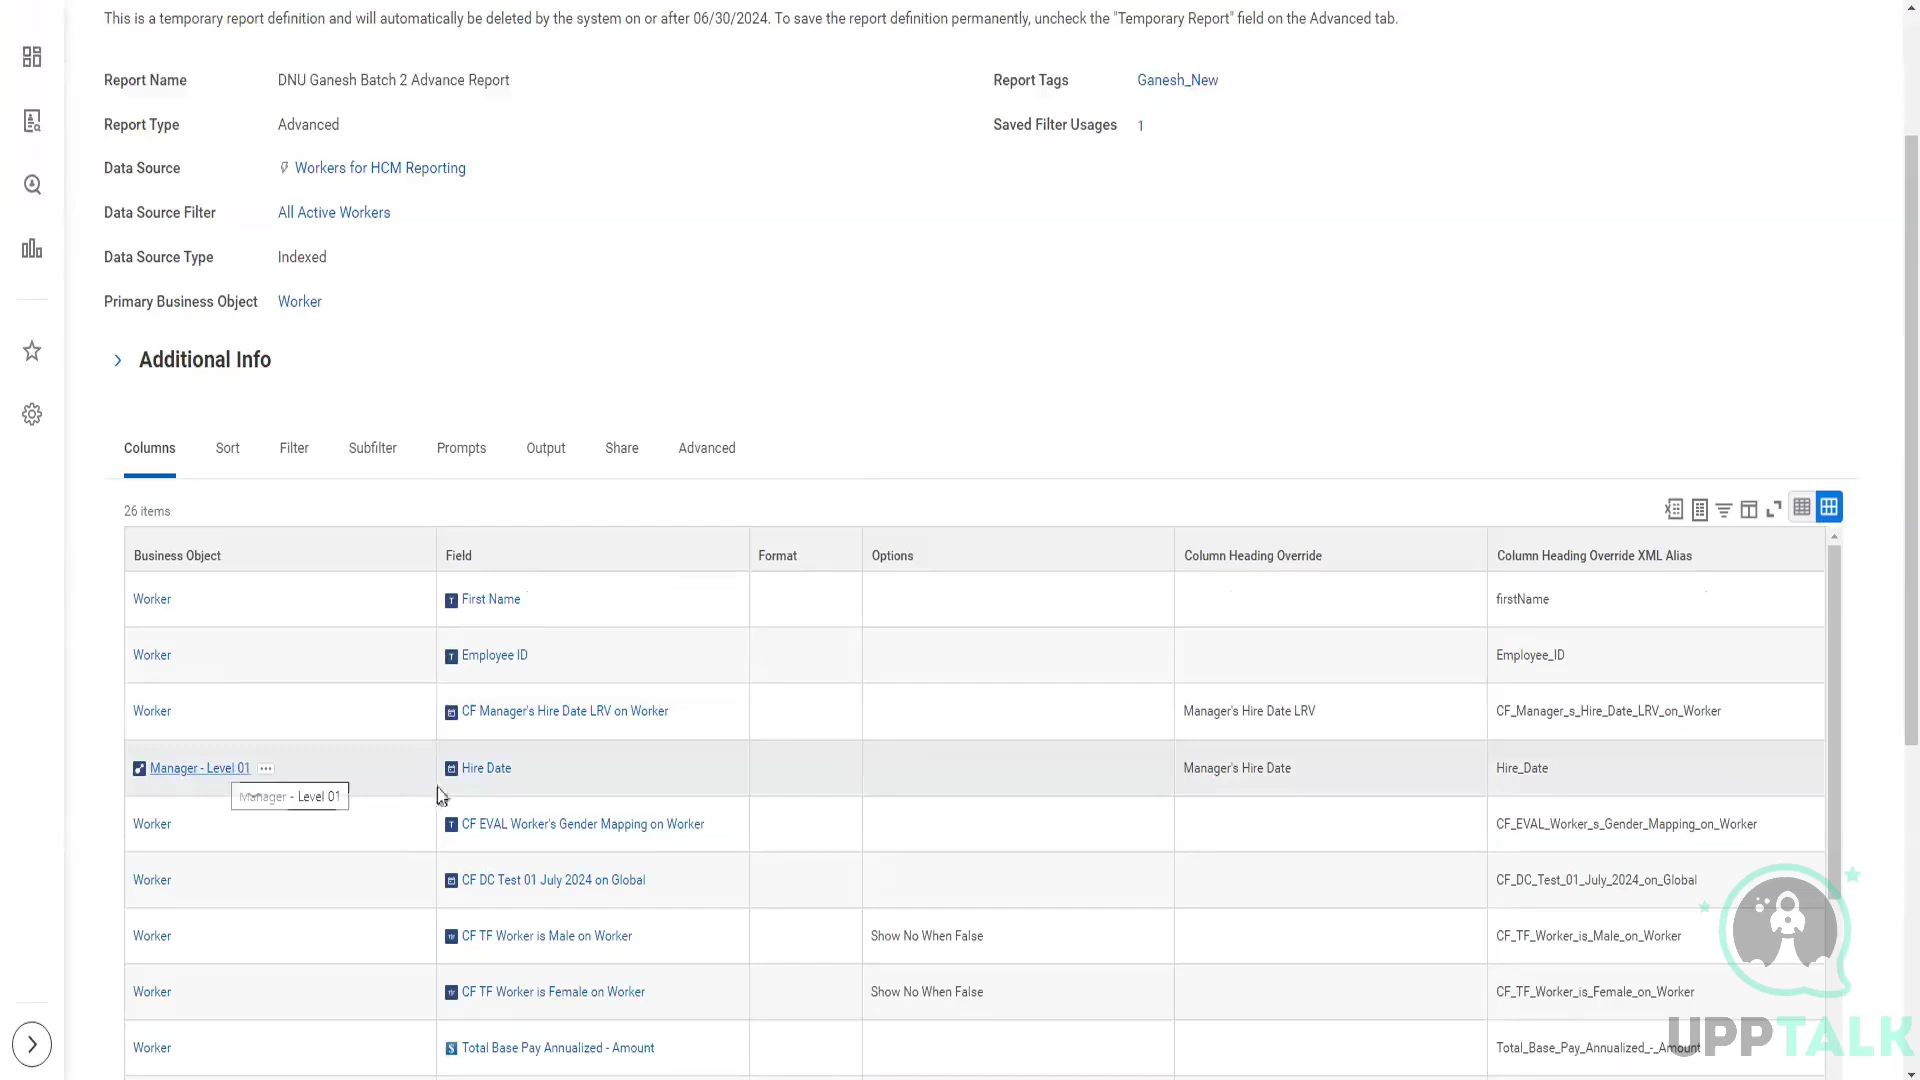 This is a temporary report definition and will automatically be deleted by the system on or after 06/30/2024. To save the report definition permanently, uncheck the "Temporary Report" field on the Advanced tab.
Report Name DNU Ganesh Batch 2 Advance Report Report Tags Ganesh_New
Report Type Advanced Saved Filter Usages 1
Data Source Workers for HCM Reporting
Data Source Filter All Active Workers
Data Source Type Indexed
Primary Business Object Worker
Additional Info
Columns Sort Filter Subfilter Prompts Output Share Advanced
26 items
Business Object Field Format Options Column Heading Override Column Heading Override XML Alias
Worker First Name firstName
Worker Employee ID Employee_ID
Worker CF Manager's Hire Date LRV on Worker Manager's Hire Date LRV CF_Manager_s_Hire_Date_LRV_on_Worker
Manager - Level 01 Hire Date Manager's Hire Date Hire_Date
Manager - Level 01
Worker CF EVAL Worker's Gender Mapping on Worker CF_EVAL_Worker_s_Gender_Mapping_on_Worker
Worker CF DC Test 01 July 2024 on Global CF_DC_Test_01_July_2024_on_Global
Worker CF TF Worker is Male on Worker Show No When False CF_TF_Worker_is_Male_on_Worker
Worker CF TF Worker is Female on Worker Show No When False CF_TF_Worker_is_Female_on_Worker
Worker Total Base Pay Annualized - Amount Total_Base_Pay_Annualized_-_Amount
UPPTALK